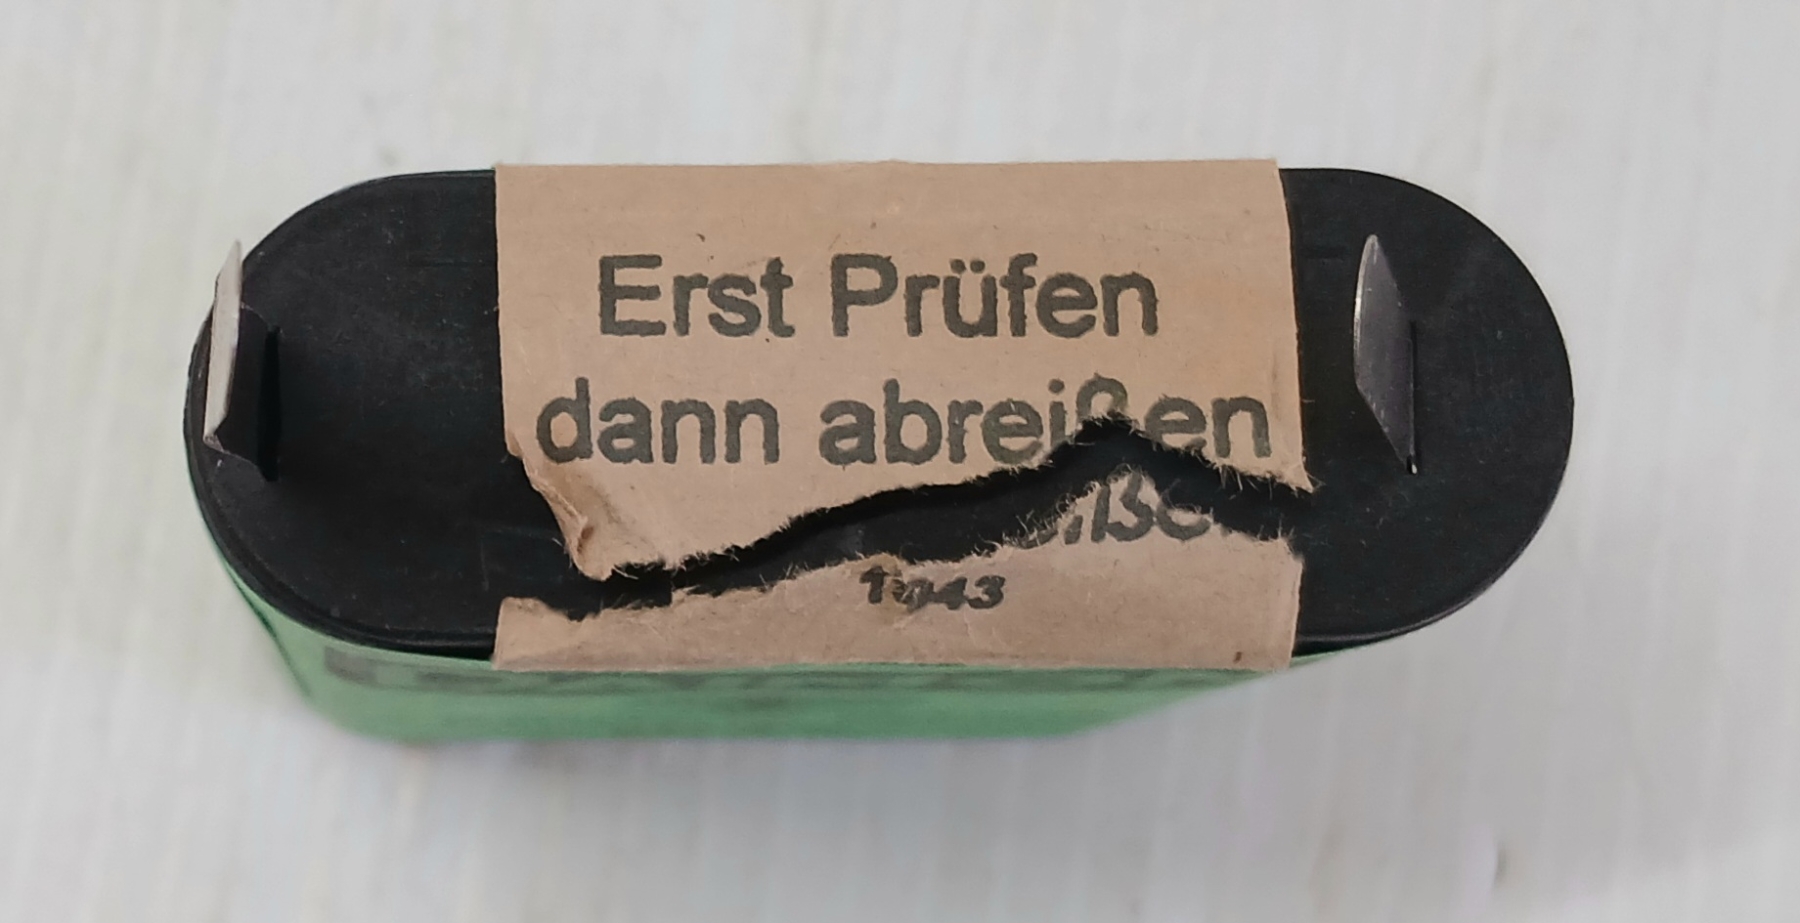 Erst Prüfen
dann abreißen